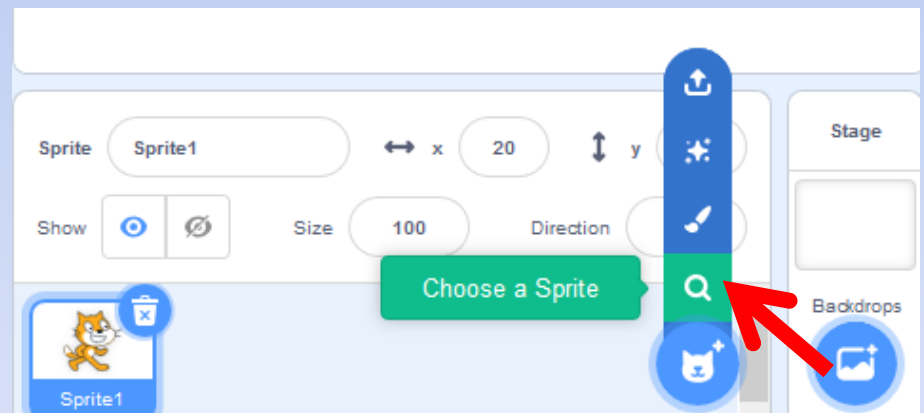 Sprite Sprite1 x 20 y
Stage
Show Size 100 Direction
Choose a Sprite
Backdrops
Sprite1